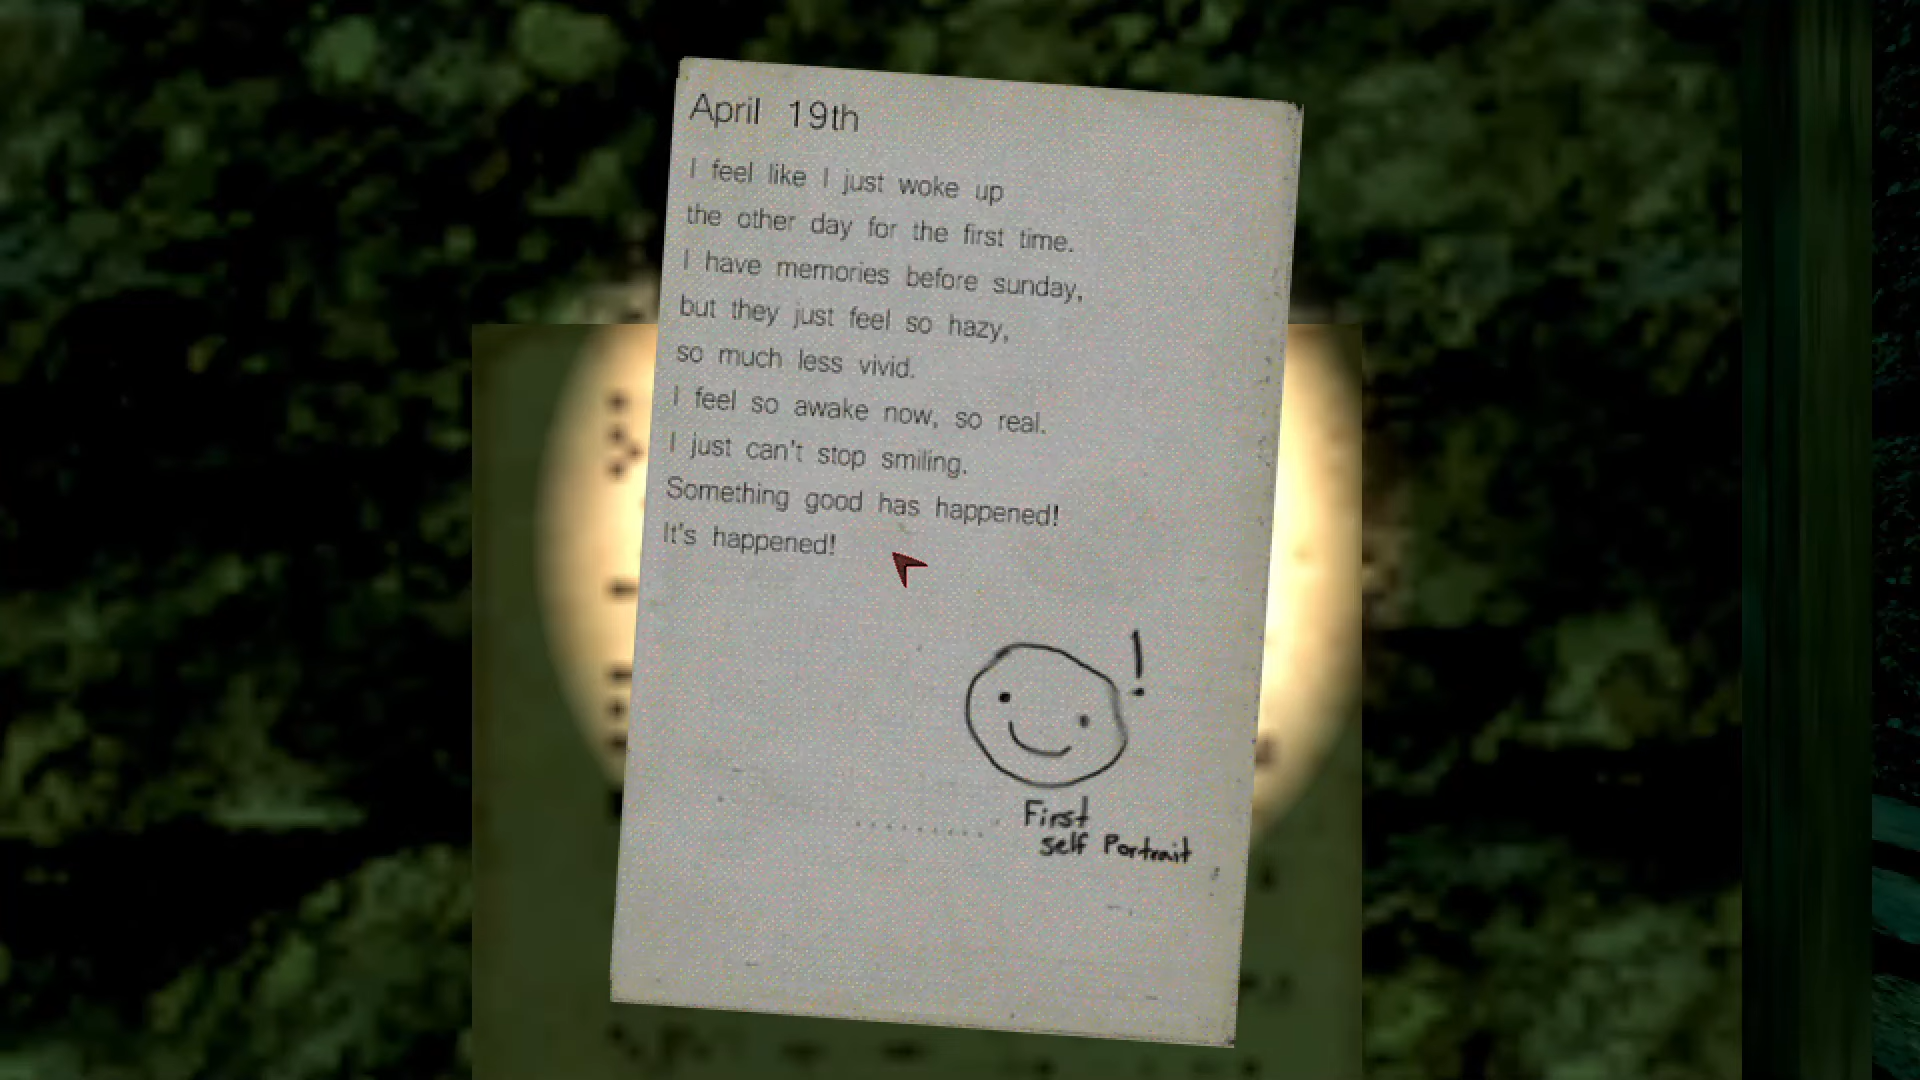 April 19th
I feel like I just woke up
the other day for the first time.
I have memories before sunday,
but they just feel so hazy,
so much less vivid.
I feel so awake now, so real.
I just can't stop smiling.
Something good has happened!
It's happened!
!
First
self Portrait